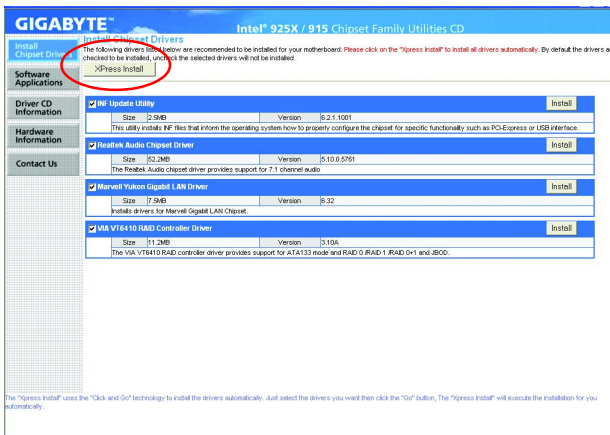 GIGABYTE™
Intel® 925X / 915 Chipset Family Utilities CD
Install
Chipset Drivers
Software
Applications
Driver CD
Information
Hardware
Information
Contact Us
Install Chipset Drivers
The following drivers listed below are recommended to be installed for your motherboard. Please click on the "Xpress Install" to install all drivers automatically. By default the drivers a
checked to be installed, uncheck the selected drivers will not be installed.
XPress Install
INF Update Utility Install
Size 2.5MB Version 6.2.1.1001
This utility installs INF files that inform the operating system how to properly configure the chipset for specific functionality such as PCI-Express or USB interface.
Realtek Audio Chipset Driver Install
Size 52.2MB Version 5.10.0.5761
The Realtek Audio chipset driver provides support for 7.1 channel audio
Marvell Yukon Gigabit LAN Driver Install
Size 7.5MB Version 6.32
Installs drivers for Marvell Gigabit LAN Chipset.
VIA VT6410 RAID Controller Driver Install
Size 11.2MB Version 3.10A
The VIA VT6410 RAID controller driver provides support for ATA133 mode and RAID 0 /RAID 1 /RAID 0+1 and JBOD.
The "Xpress Install" uses the "Click and Go" technology to install the drivers automatically. Just select the drivers you want then click the "Go" button, The "Xpress Install" will execute the installation for you
automatically.